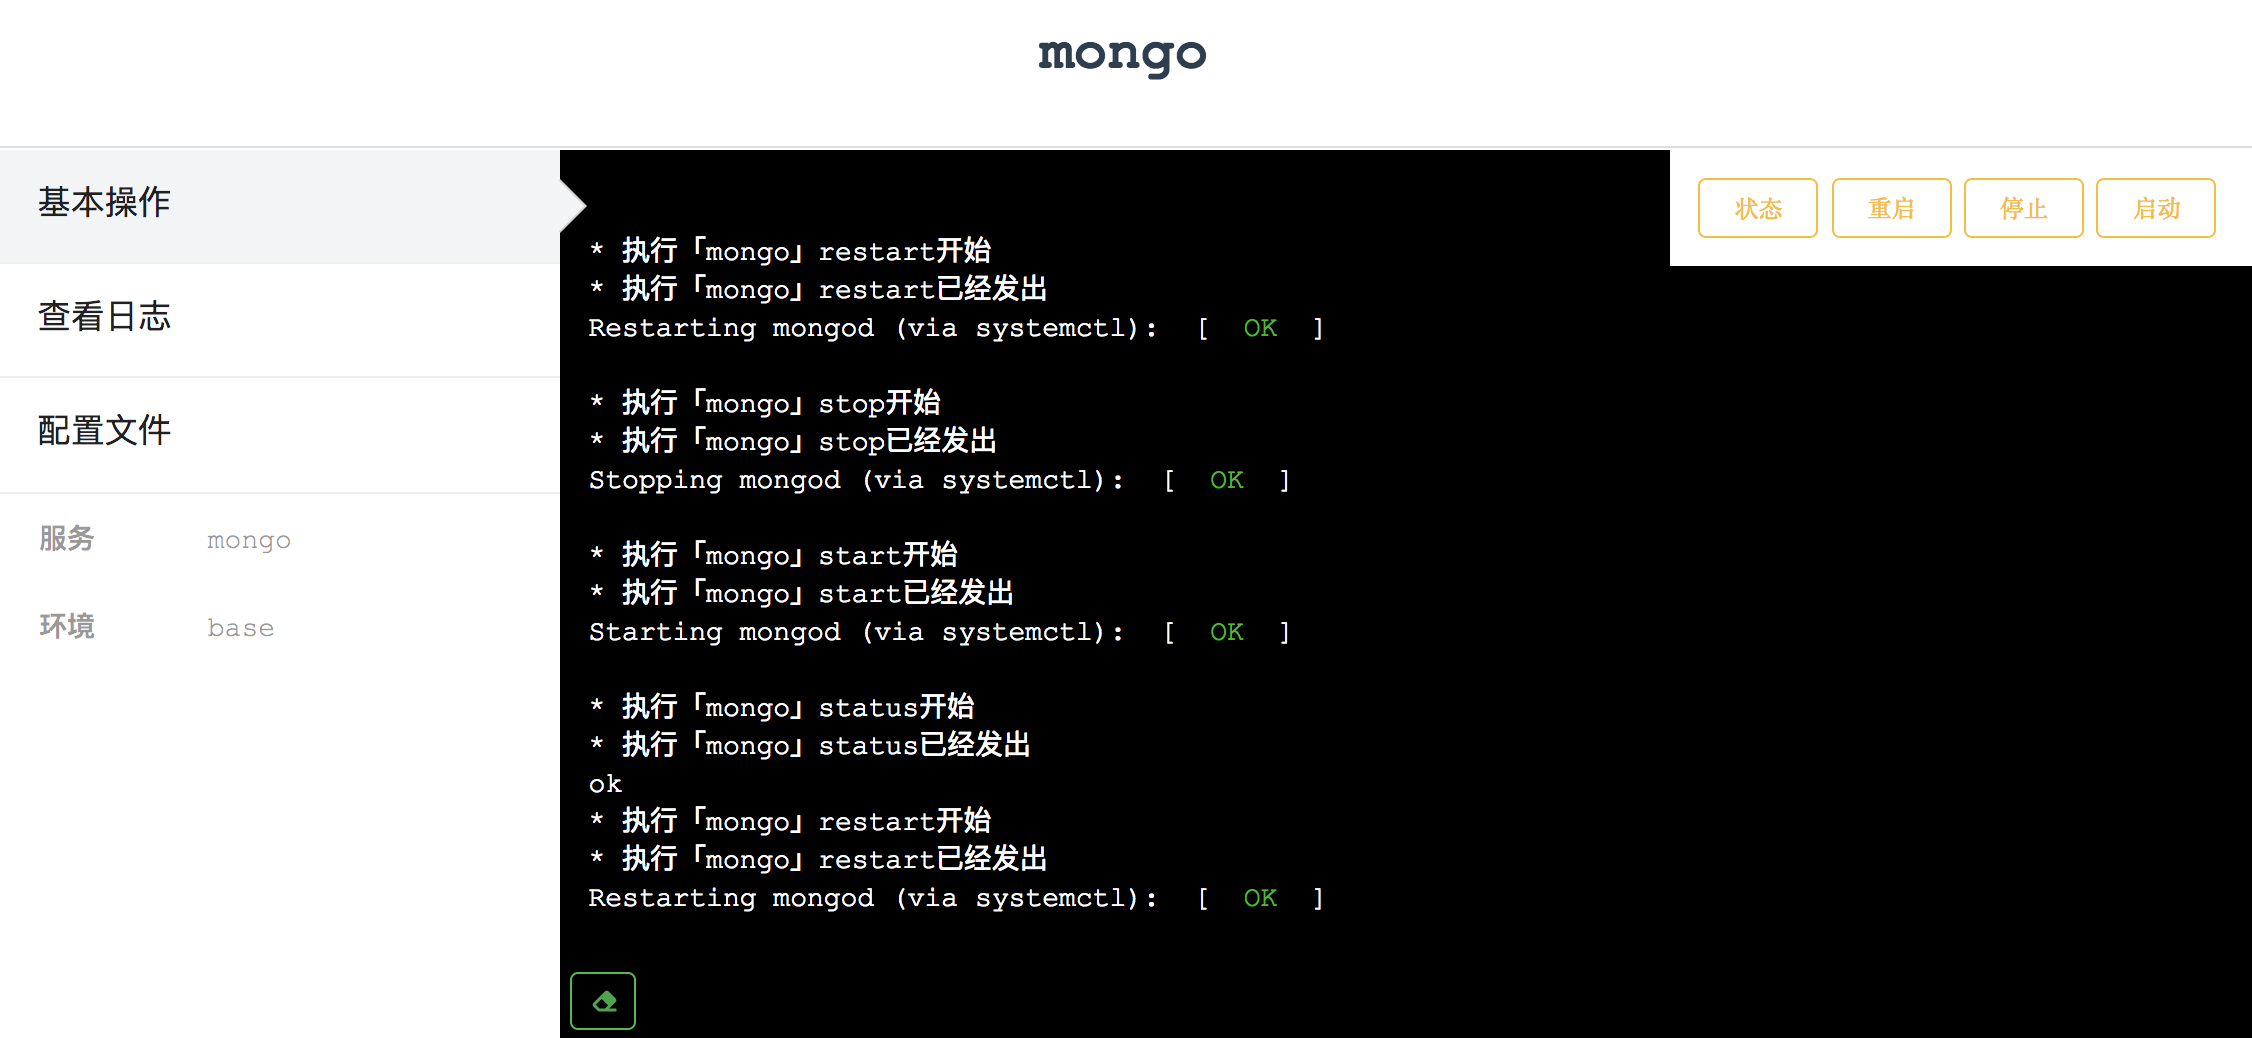 mongo
基本操作
查看日志
配置文件
服务 mongo
环境 base
状态 重启 停止 启动
* 执行「mongo」restart开始
* 执行「mongo」restart已经发出
Restarting mongod (via systemctl):  [  OK  ]
* 执行「mongo」stop开始
* 执行「mongo」stop已经发出
Stopping mongod (via systemctl):  [  OK  ]
* 执行「mongo」start开始
* 执行「mongo」start已经发出
Starting mongod (via systemctl):  [  OK  ]
* 执行「mongo」status开始
* 执行「mongo」status已经发出
ok
* 执行「mongo」restart开始
* 执行「mongo」restart已经发出
Restarting mongod (via systemctl):  [  OK  ]